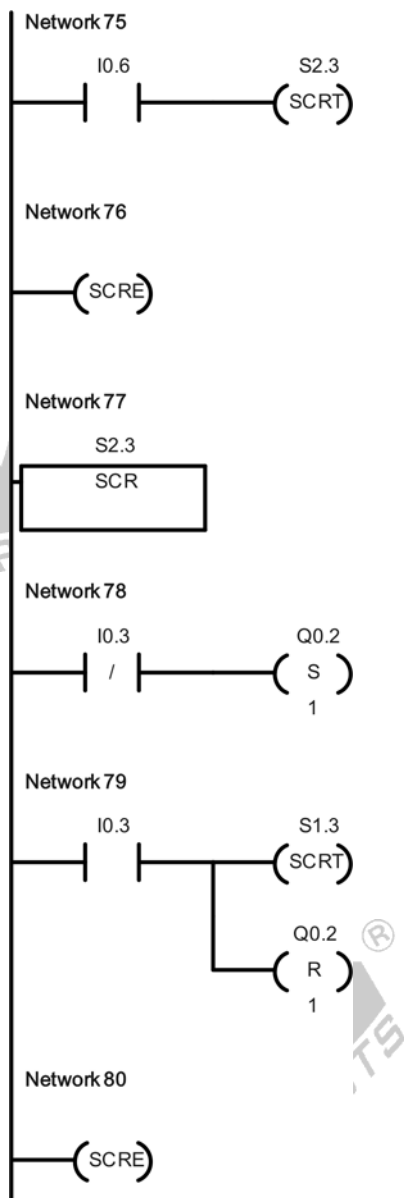 Network 75
I0.6 S2.3
SCRT
Network 76
SCRE
Network 77
S2.3
SCR
Network 78
I0.3 Q0.2
/ S
1
Network 79
I0.3 S1.3
SCRT
Q0.2
R
1
Network 80
SCRE
®
TS